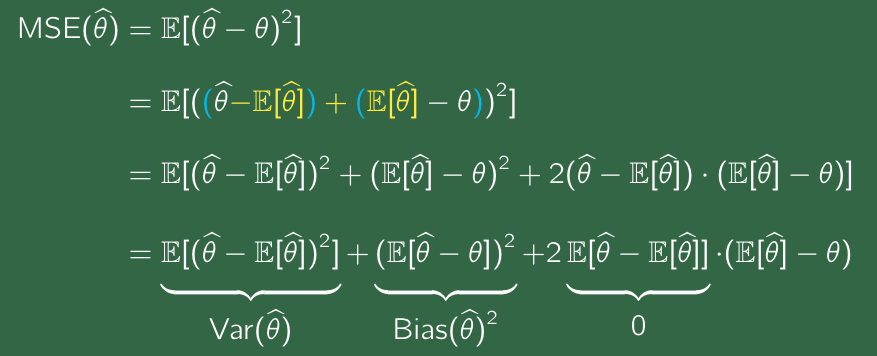 MSE(θ̂) = 𝔼[(θ̂ − θ)²]
= 𝔼[((θ̂−𝔼[θ̂]) + (𝔼[θ̂] − θ))²]
= 𝔼[(θ̂ − 𝔼[θ̂])² + (𝔼[θ̂] − θ)² + 2(θ̂ − 𝔼[θ̂]) · (𝔼[θ̂] − θ)]
= 𝔼[(θ̂ − 𝔼[θ̂])²] + (𝔼[θ̂ − θ])² +2 𝔼[θ̂ − 𝔼[θ̂]] ·(𝔼[θ̂] − θ)
Var(θ̂) Bias(θ̂)² 0